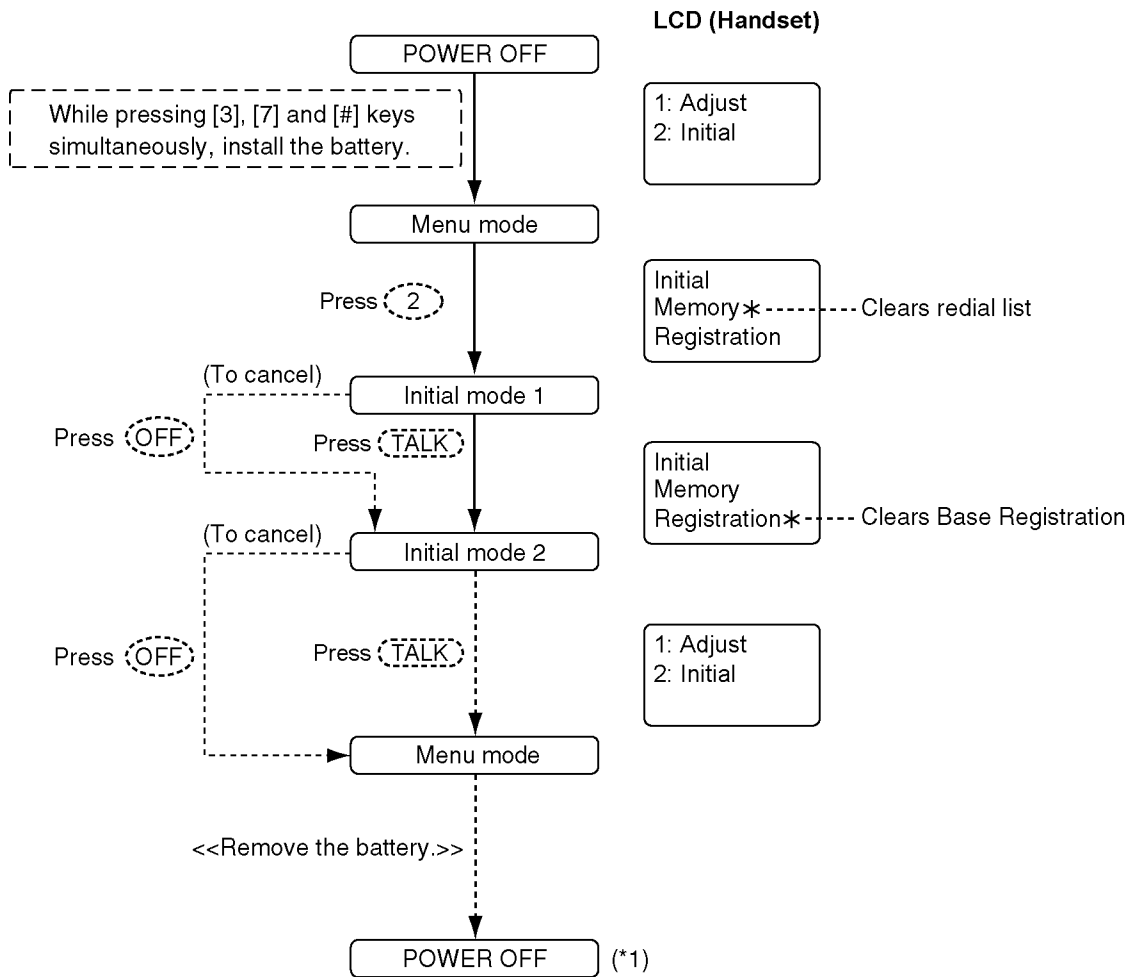 LCD (Handset)
POWER OFF
While pressing [3], [7] and [#] keys
simultaneously, install the battery.
1: Adjust
2: Initial
Menu mode
Press 2
Initial
Memory* Clears redial list
Registration
(To cancel)
Initial mode 1
Press OFF
Press TALK
Initial
Memory
Registration* Clears Base Registration
(To cancel)
Initial mode 2
Press OFF
Press TALK
1: Adjust
2: Initial
Menu mode
<<Remove the battery.>>
POWER OFF (*1)